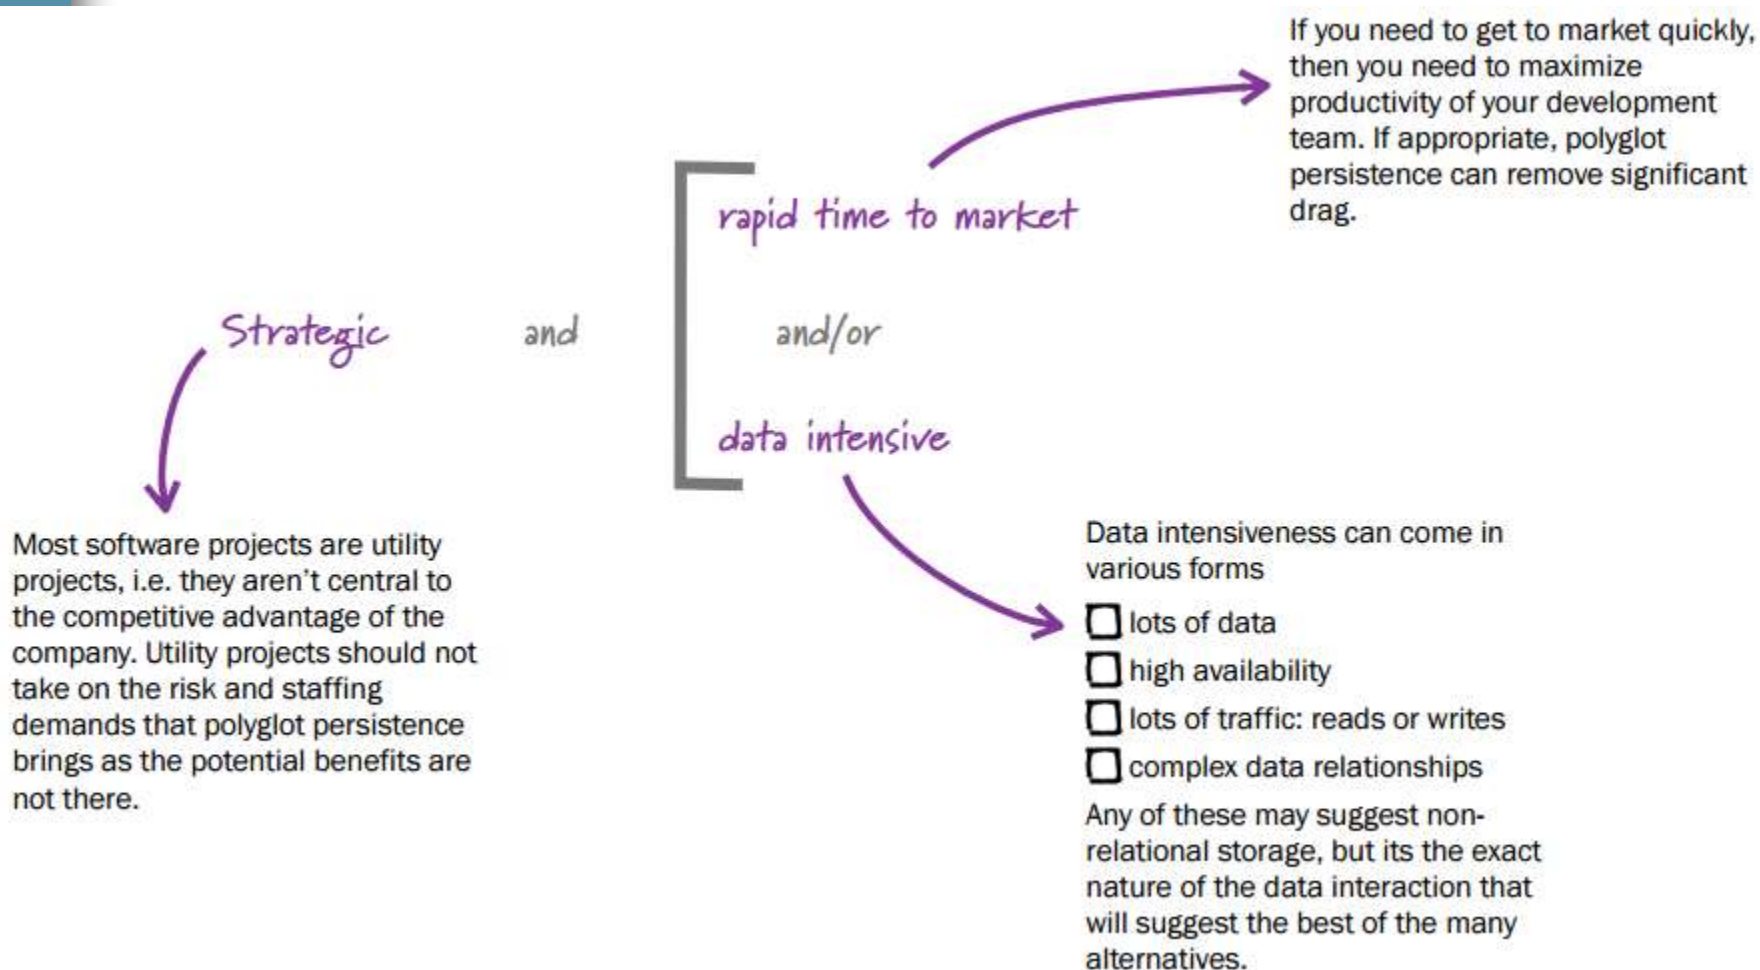 If you need to get to market quickly,
then you need to maximize
productivity of your development
team. If appropriate, polyglot
persistence can remove significant
drag.
rapid time to market
Strategic and and/or
data intensive
Most software projects are utility
projects, i.e. they aren't central to
the competitive advantage of the
company. Utility projects should not
take on the risk and staffing
demands that polyglot persistence
brings as the potential benefits are
not there.
Data intensiveness can come in
various forms
lots of data
high availability
lots of traffic: reads or writes
complex data relationships
Any of these may suggest non-
relational storage, but its the exact
nature of the data interaction that
will suggest the best of the many
alternatives.